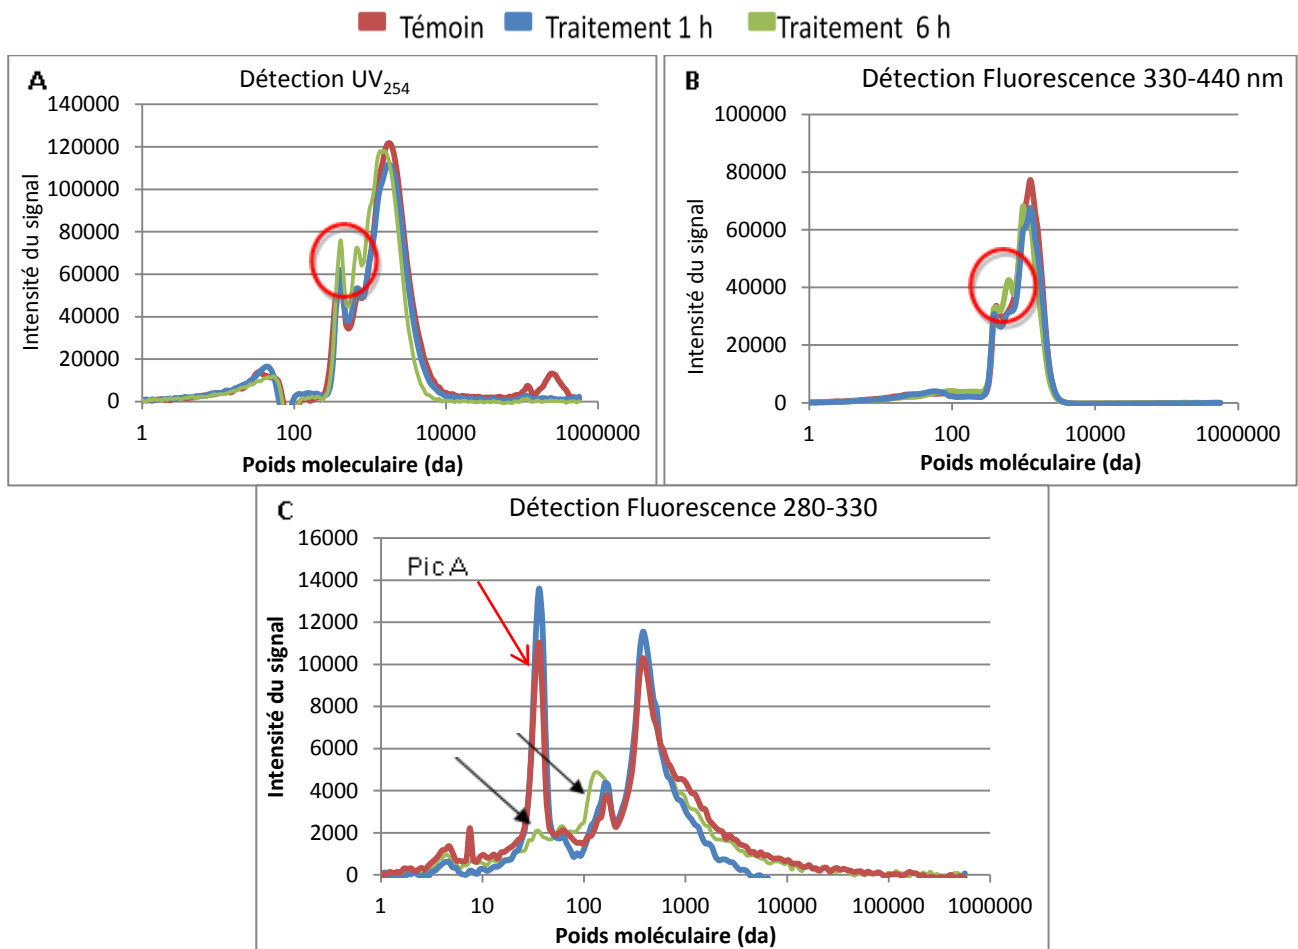 Témoin Traitement 1 h Traitement 6 h
A
Détection UV254
140000
120000
100000
80000
60000
40000
20000
0
Intensité du signal
1 100 10000 1000000
Poids moleculaire (da)
B
Détection Fluorescence 330-440 nm
100000
80000
60000
40000
20000
0
Intensité du signal
1 100 10000 1000000
Poids moléculaire (da)
C
Détection Fluorescence 280-330
16000
14000
12000
10000
8000
6000
4000
2000
0
Pic A
Intensité du signal
1 10 100 1000 10000 100000 1000000
Poids moléculaire (da)